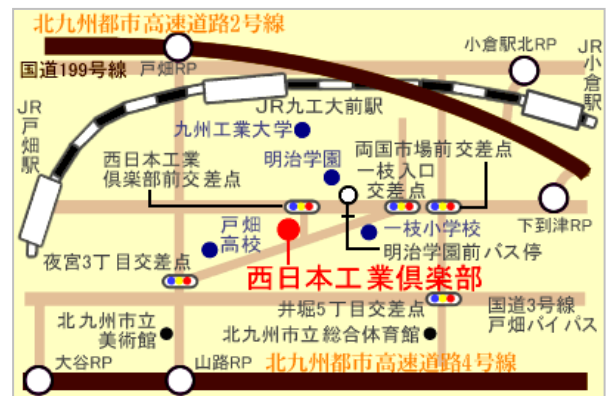 北九州都市高速道路2号線
小倉駅北RP
JR小倉駅
国道199号線
戸畑RP
JR戸畑駅
JR九工大前駅
九州工業大学
西日本工業
倶楽部前交差点
明治学園
両国市場前交差点
一枝入口
交差点
戸畑
高校
一枝小学校
下到津RP
明治学園前バス停
夜宮3丁目交差点
西日本工業倶楽部
井堀5丁目交差点
国道3号線
戸畑バイパス
北九州市立
美術館
北九州市立総合体育館
大谷RP
山路RP
北九州都市高速道路4号線